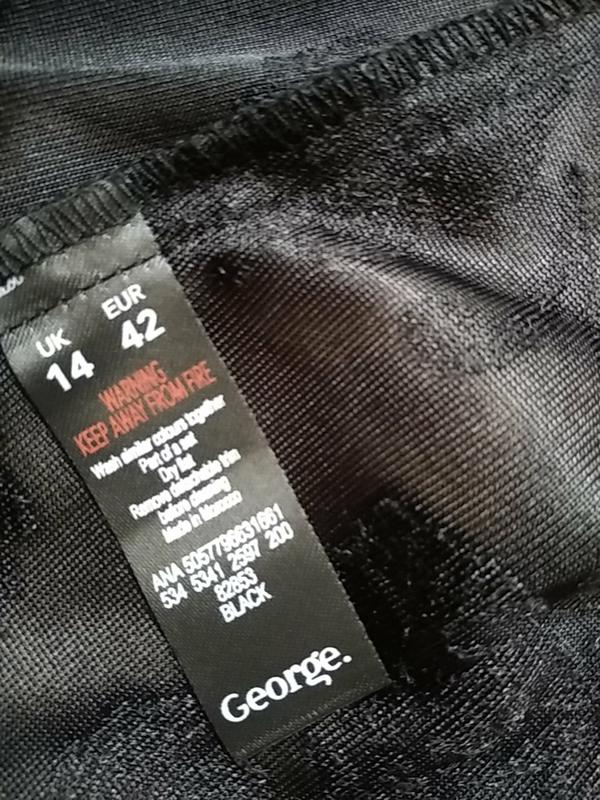 UK EUR
14 42
WARNING
KEEP AWAY FROM FIRE
Wash similar colours together
Part of a set
Dry flat
Remove detachable trim
before cleaning
Made in Morocco
ANA 5057796631661
534 5341 2597 200
82853
BLACK
George.